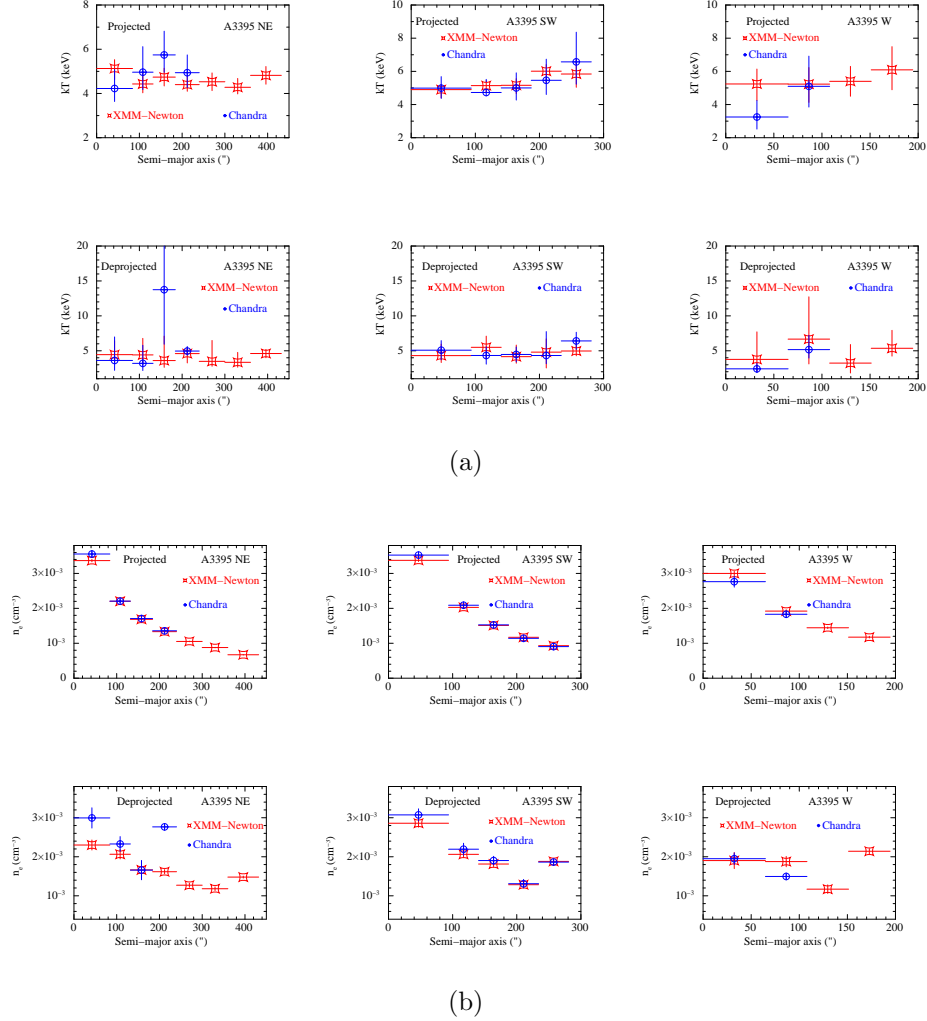 Projected A3395 NE
XMM−Newton Chandra
kT (keV)
2 4 6 8
0 100 200 300 400
Semi−major axis (")
Projected A3395 SW
XMM−Newton
Chandra
kT (keV)
2 4 6 8 10
0 100 200 300
Semi−major axis (")
Projected A3395 W
XMM−Newton
Chandra
kT (keV)
2 4 6 8 10
0 50 100 150 200
Semi−major axis (")
Deprojected A3395 NE
XMM−Newton
Chandra
kT (keV)
5 10 15 20
0 100 200 300 400
Semi−major axis (")
Deprojected A3395 SW
XMM−Newton Chandra
kT (keV)
5 10 15 20
0 100 200 300
Semi−major axis (")
Deprojected A3395 W
XMM−Newton Chandra
kT (keV)
5 10 15 20
0 50 100 150 200
Semi−major axis (")
(a)
Projected A3395 NE
XMM−Newton
Chandra
nₑ (cm⁻³)
0 10⁻³ 2×10⁻³ 3×10⁻³
0 100 200 300 400
Semi−major axis (")
Projected A3395 SW
XMM−Newton
Chandra
nₑ (cm⁻³)
0 10⁻³ 2×10⁻³ 3×10⁻³
0 100 200 300
Semi−major axis (")
Projected A3395 W
XMM−Newton
Chandra
nₑ (cm⁻³)
0 10⁻³ 2×10⁻³ 3×10⁻³
0 50 100 150 200
Semi−major axis (")
Deprojected A3395 NE
XMM−Newton
Chandra
nₑ (cm⁻³)
10⁻³ 2×10⁻³ 3×10⁻³
0 100 200 300 400
Semi−major axis (")
Deprojected A3395 SW
XMM−Newton
Chandra
nₑ (cm⁻³)
10⁻³ 2×10⁻³ 3×10⁻³
0 100 200 300
Semi−major axis (")
Deprojected A3395 W
XMM−Newton Chandra
nₑ (cm⁻³)
10⁻³ 2×10⁻³ 3×10⁻³
0 50 100 150 200
Semi−major axis (")
(b)